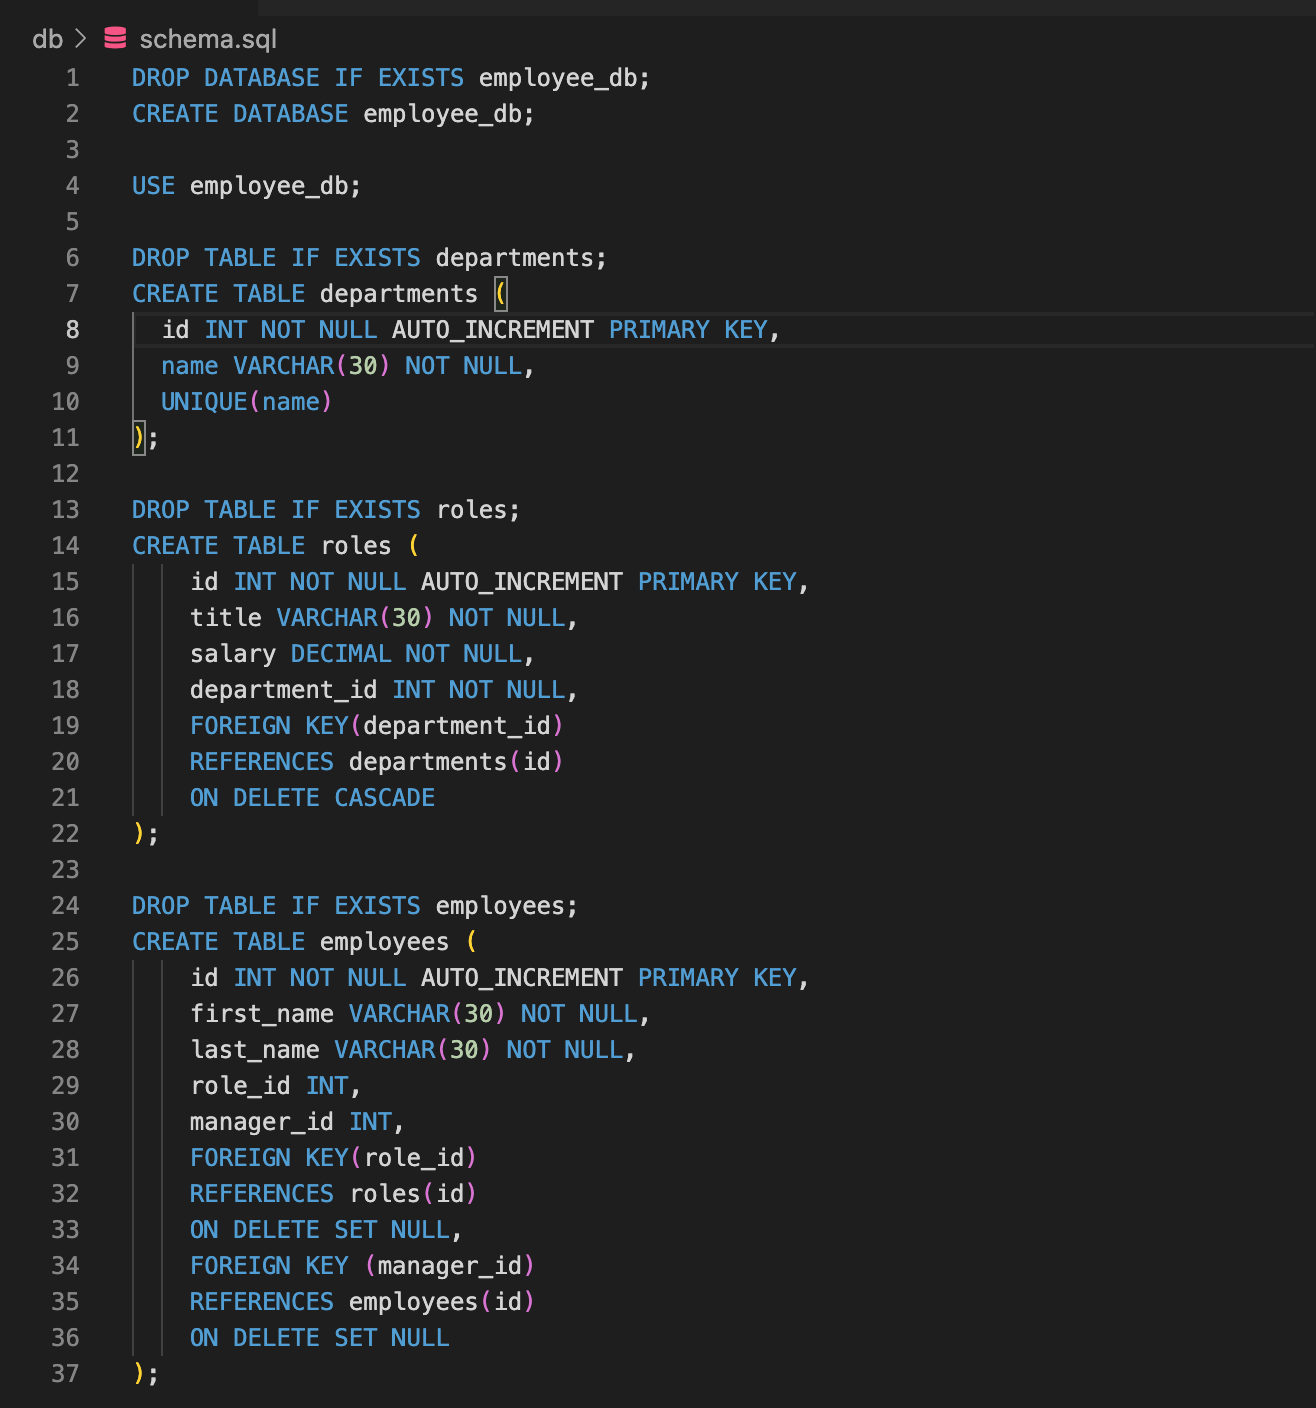 db > schema.sql
1 DROP DATABASE IF EXISTS employee_db;
2 CREATE DATABASE employee_db;
3
4 USE employee_db;
5
6 DROP TABLE IF EXISTS departments;
7 CREATE TABLE departments (
8   id INT NOT NULL AUTO_INCREMENT PRIMARY KEY,
9   name VARCHAR(30) NOT NULL,
10   UNIQUE(name)
11 );
12
13 DROP TABLE IF EXISTS roles;
14 CREATE TABLE roles (
15     id INT NOT NULL AUTO_INCREMENT PRIMARY KEY,
16     title VARCHAR(30) NOT NULL,
17     salary DECIMAL NOT NULL,
18     department_id INT NOT NULL,
19     FOREIGN KEY(department_id)
20     REFERENCES departments(id)
21     ON DELETE CASCADE
22 );
23
24 DROP TABLE IF EXISTS employees;
25 CREATE TABLE employees (
26     id INT NOT NULL AUTO_INCREMENT PRIMARY KEY,
27     first_name VARCHAR(30) NOT NULL,
28     last_name VARCHAR(30) NOT NULL,
29     role_id INT,
30     manager_id INT,
31     FOREIGN KEY(role_id)
32     REFERENCES roles(id)
33     ON DELETE SET NULL,
34     FOREIGN KEY (manager_id)
35     REFERENCES employees(id)
36     ON DELETE SET NULL
37 );